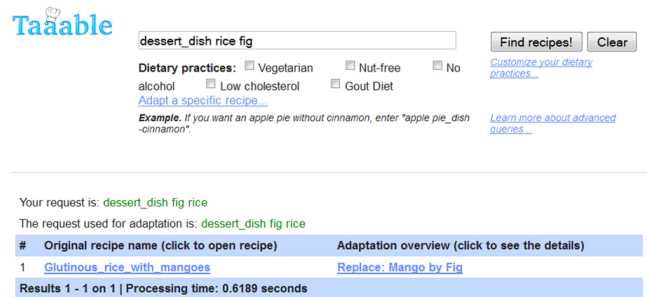 Taaable
dessert_dish rice fig
Find recipes! Clear
Dietary practices: Vegetarian Nut-free No
alcohol Low cholesterol Gout Diet
Customize your dietary
practices...
Adapt a specific recipe...
Example. If you want an apple pie without cinnamon, enter "apple pie_dish
-cinnamon".
Learn more about advanced
queries...
Your request is: dessert_dish fig rice
The request used for adaptation is: dessert_dish fig rice
# Original recipe name (click to open recipe) Adaptation overview (click to see the details)
1 Glutinous_rice_with_mangoes Replace: Mango by Fig
Results 1 - 1 on 1 | Processing time: 0.6189 seconds